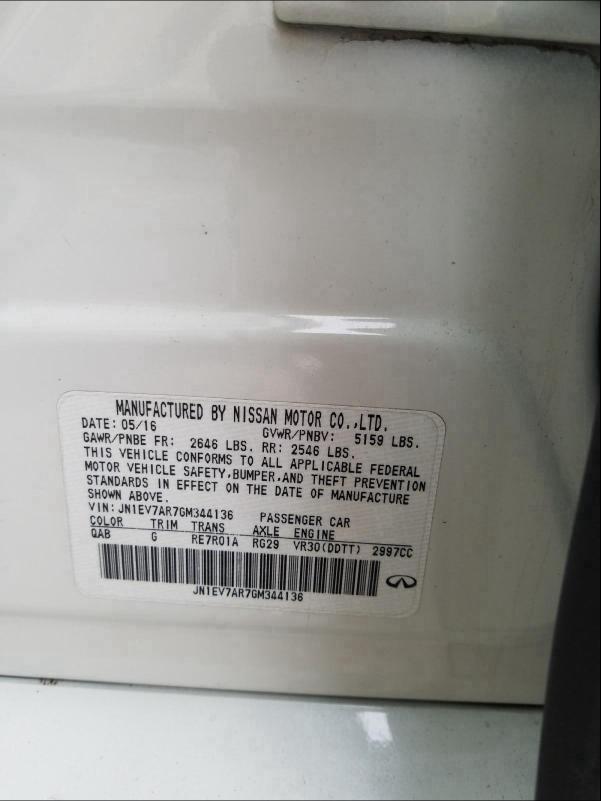 MANUFACTURED BY NISSAN MOTOR CO.,LTD.
DATE: 05/16 GVWR/PNBV: 5159 LBS.
GAWR/PNBE FR: 2646 LBS. RR: 2546 LBS.
THIS VEHICLE CONFORMS TO ALL APPLICABLE FEDERAL
MOTOR VEHICLE SAFETY,BUMPER,AND THEFT PREVENTION
STANDARDS IN EFFECT ON THE DATE OF MANUFACTURE
SHOWN ABOVE.
VIN: JN1EV7AR7GM344136 PASSENGER CAR
COLOR TRIM TRANS AXLE ENGINE
QAB G RE7R01A RG29 VR30(DDTT) 2997CC
JN1EV7AR7GM344136